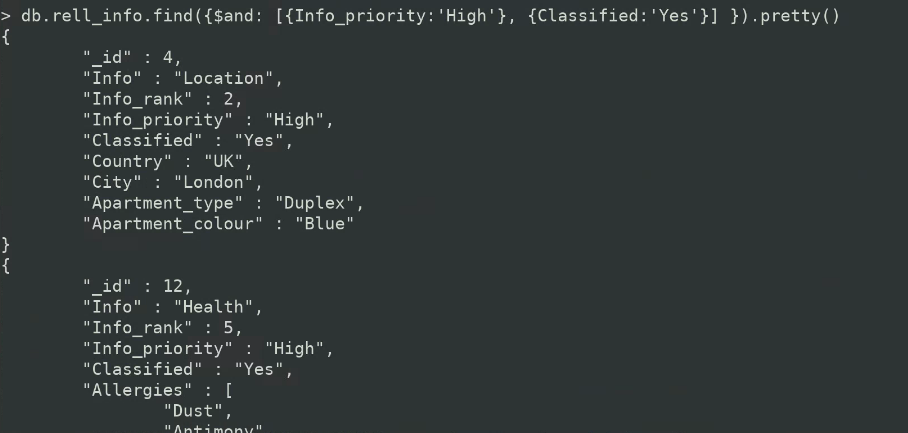 > db.rell_info.find({$and: [{Info_priority:'High'}, {Classified:'Yes'}] }).pretty()
{
"_id" : 4,
"Info" : "Location",
"Info_rank" : 2,
"Info_priority" : "High",
"Classified" : "Yes",
"Country" : "UK",
"City" : "London",
"Apartment_type" : "Duplex",
"Apartment_colour" : "Blue"
}
{
"_id" : 12,
"Info" : "Health",
"Info_rank" : 5,
"Info_priority" : "High",
"Classified" : "Yes",
"Allergies" : [
"Dust",
"Antimony"